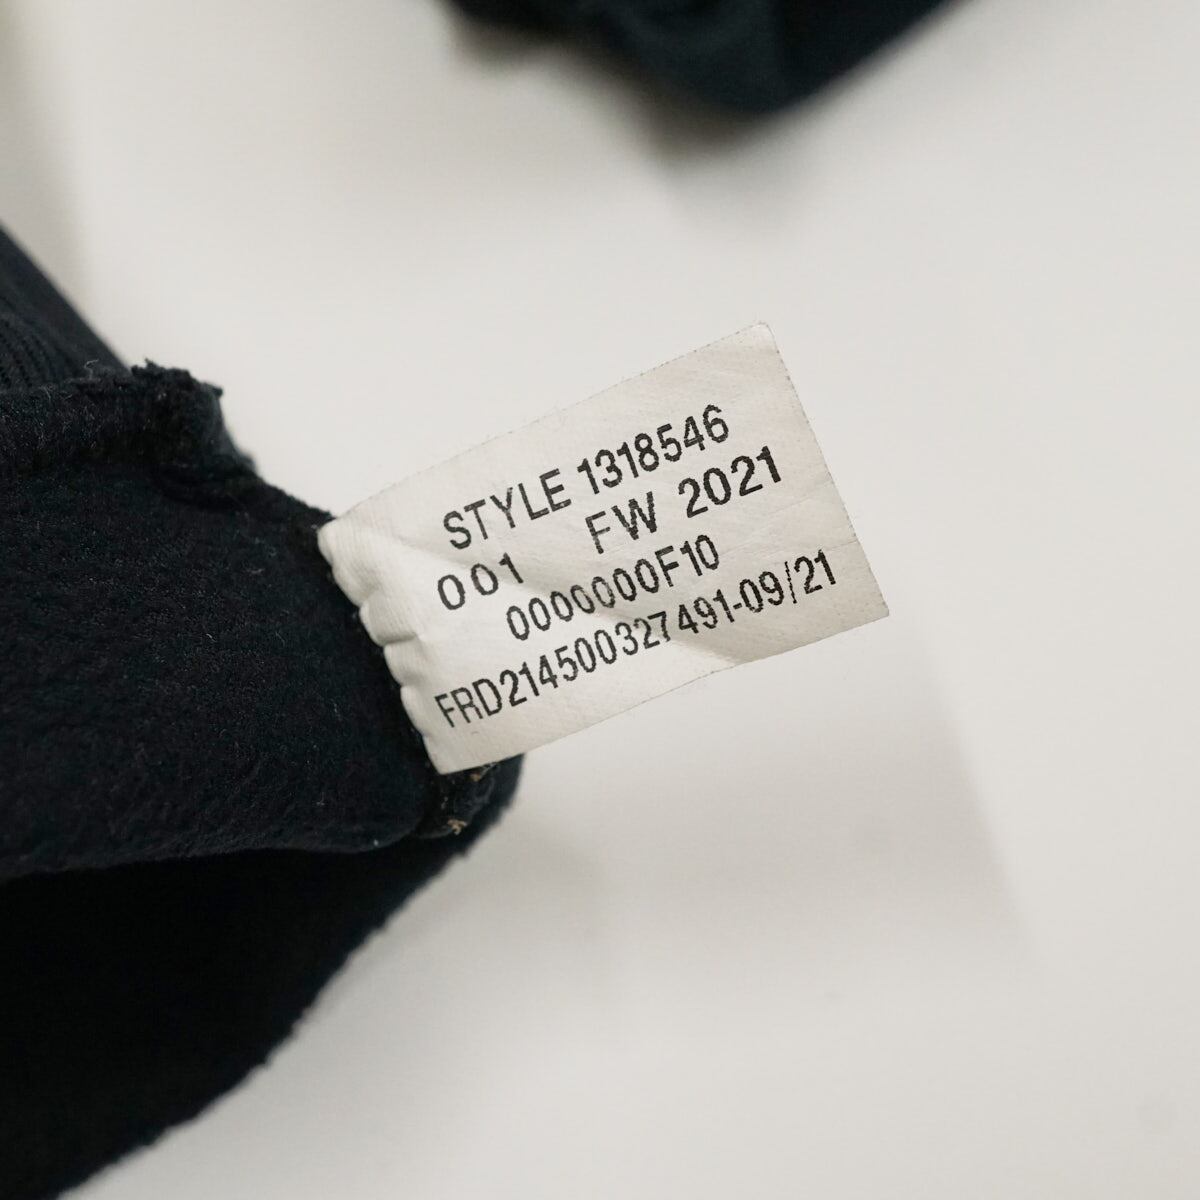 STYLE 1318546
001 FW 2021
0000000F10
FRD214500327491-09/21